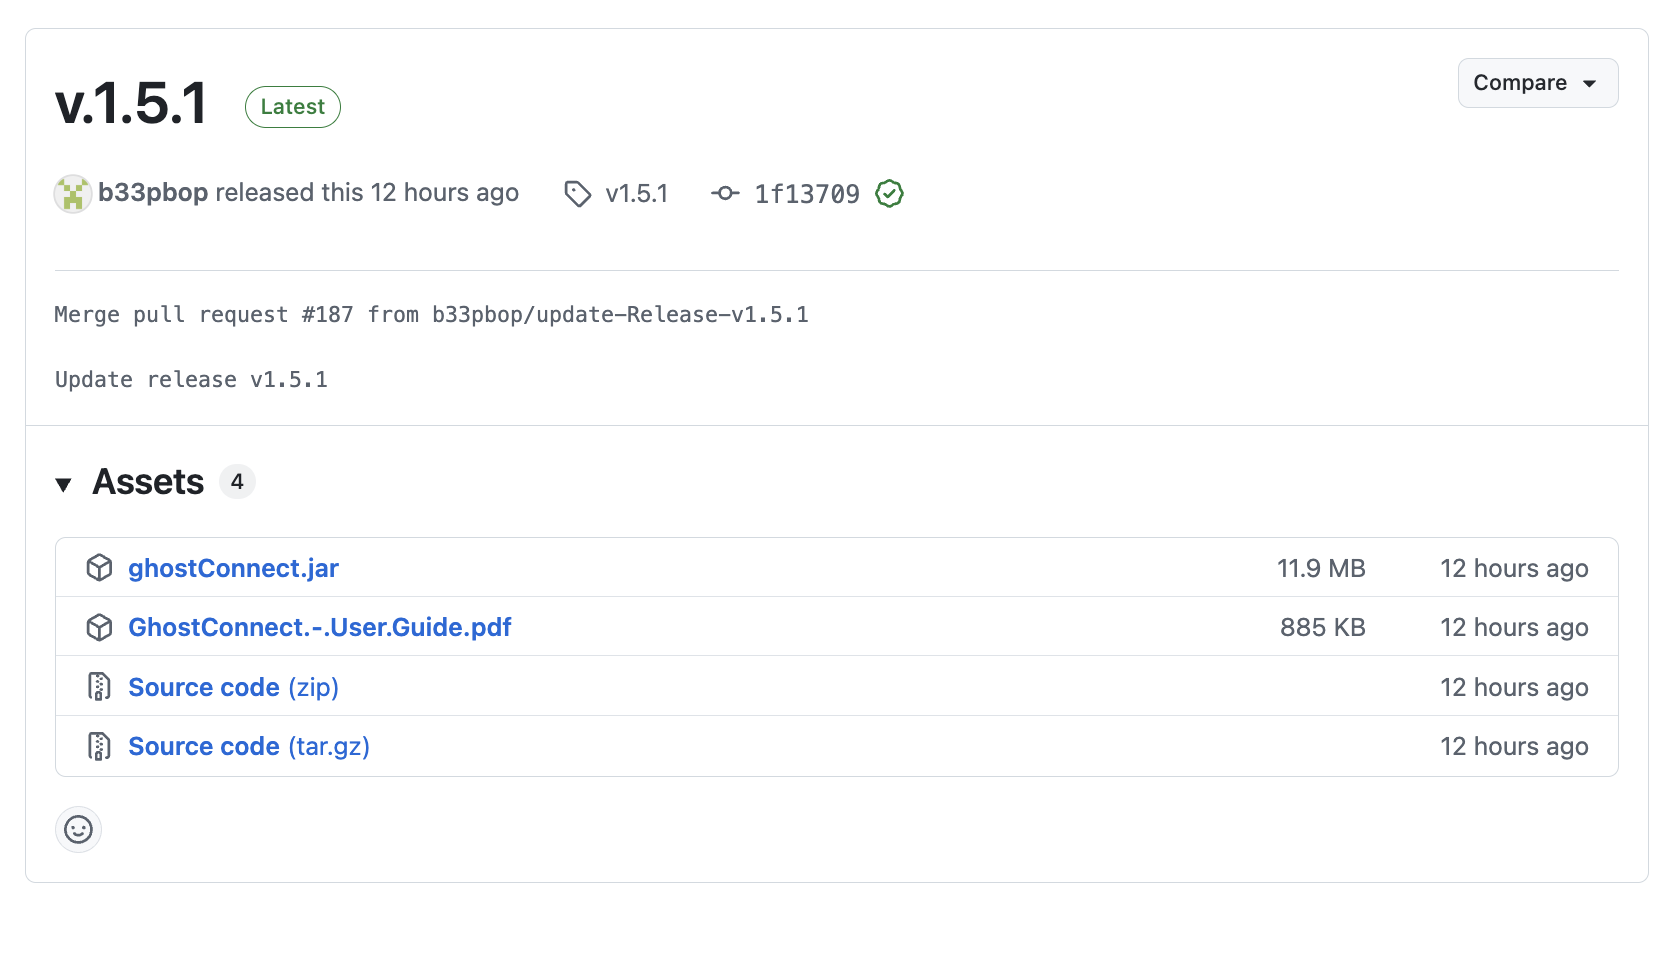 v.1.5.1 Latest Compare
b33pbop released this 12 hours ago v1.5.1 1f13709
Merge pull request #187 from b33pbop/update-Release-v1.5.1
Update release v1.5.1
Assets 4
ghostConnect.jar 11.9 MB 12 hours ago
GhostConnect.-.User.Guide.pdf 885 KB 12 hours ago
Source code (zip) 12 hours ago
Source code (tar.gz) 12 hours ago